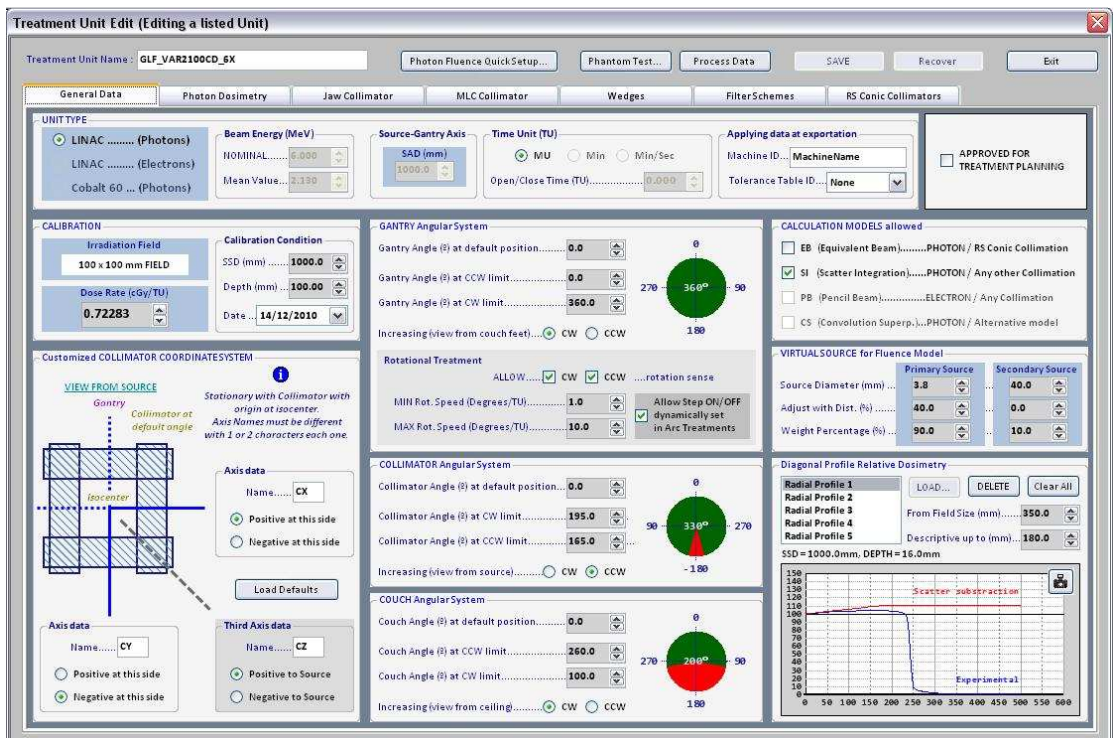 Treatment Unit Edit (Editing a listed Unit)
Treatment Unit Name : GLF_VAR2100CD_6X
Photon Fluence QuickSetup...
Phantom Test...
Process Data
SAVE
Recover
Exit
General Data
Photon Dosimetry
Jaw Collimator
MLC Collimator
Wedges
Filter Schemes
RS Conic Collimators
UNIT TYPE
LINAC ......... (Photons)
LINAC ......... (Electrons)
Cobalt 60 ... (Photons)
Beam Energy (MeV)
NOMINAL....... 6.000
Mean Value... 2.130
Source-Gantry Axis
SAD (mm)
1000.0
Time Unit (TU)
MU
Min
Min/Sec
Open/Close Time (TU)................. 0.000
Applying data at exportation
Machine ID... MachineName
Tolerance Table ID... None
APPROVED FOR
TREATMENT PLANNING
CALIBRATION
Irradiation Field
100 x 100 mm FIELD
Dose Rate (cGy/TU)
0.72283
Calibration Condition
SSD (mm) ....... 1000.0
Depth (mm) ... 100.00
Date ... 14/12/2010
GANTRY Angular System
Gantry Angle (º) at default position........ 0.0
Gantry Angle (º) at CCW limit................ 0.0
Gantry Angle (º) at CW limit.................. 360.0
Increasing (view from couch feet)... CW CCW
0
270 360º 90
180
Rotational Treatment
ALLOW..... CW CCW ....rotation sense
MIN Rot. Speed (Degrees/TU)............ 1.0
MAX Rot. Speed (Degrees/TU)........... 10.0
Allow Step ON/OFF
dynamically set
in Arc Treatments
CALCULATION MODELS allowed
EB (Equivalent Beam).......PHOTON / RS Conic Collimation
SI (Scatter Integration)......PHOTON / Any other Collimation
PB (Pencil Beam)...............ELECTRON / Any Collimation
CS (Convolution Superp.)...PHOTON / Alternative model
VIRTUAL SOURCE for Fluence Model
Primary Source
Secondary Source
Source Diameter (mm) ... 3.8 ... 40.0
Adjust with Dist. (%) ....... 40.0 ... 0.0
Weight Percentage (%) ... 90.0 ... 10.0
Customized COLLIMATOR COORDINATE SYSTEM
VIEW FROM SOURCE
Gantry
Collimator at
default angle
Isocenter
i
Stationary with Collimator with
origin at isocenter.
Axis Names must be different
with 1 or 2 characters each one.
Axis data
Name...... CX
Positive at this side
Negative at this side
Load Defaults
Axis data
Name...... CY
Positive at this side
Negative at this side
Third Axis data
Name...... CZ
Positive to Source
Negative to Source
COLLIMATOR Angular System
Collimator Angle (º) at default position... 0.0
Collimator Angle (º) at CW limit............ 195.0
Collimator Angle (º) at CCW limit........... 165.0 ...
Increasing (view from source)......... CW CCW
0
90 330º 270
-180
COUCH Angular System
Couch Angle (º) at default position......... 0.0
Couch Angle (º) at CCW limit................. 260.0
Couch Angle (º) at CW limit................... 100.0
Increasing (view from ceiling).......... CW CCW
0
270 200º 90
180
Diagonal Profile Relative Dosimetry
Radial Profile 1
Radial Profile 2
Radial Profile 3
Radial Profile 4
Radial Profile 5
LOAD...
DELETE
Clear All
From Field Size (mm)....... 350.0
Descriptive up to (mm)... 180.0
SSD = 1000.0mm, DEPTH = 16.0mm
150
140
130
120
110
100
90
80
70
60
50
40
30
20
10
Scatter substraction
Experimental
0 50 100 150 200 250 300 350 400 450 500 550 600